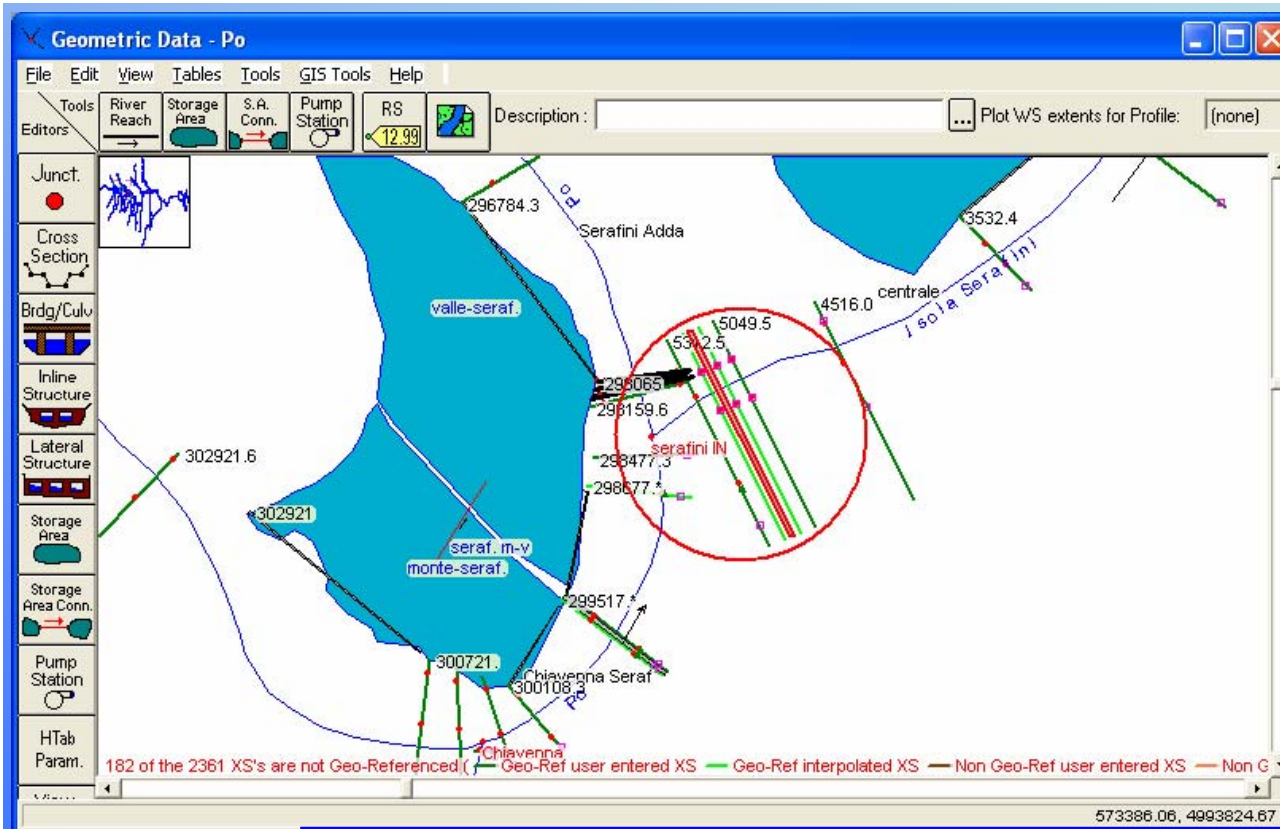 Geometric Data - Po
File Edit View Tables Tools GIS Tools Help
Tools
Editors
River Reach
Storage Area
S.A. Conn.
Pump Station
RS
12.99
Description :
...
Plot WS extents for Profile:
(none)
Junct.
Cross Section
Brdg/Culv
Inline Structure
Lateral Structure
Storage Area
Storage Area Conn.
Pump Station
HTab Param.
296784.3
Po
Serafini Adda
3532.4
valle-seraf.
centrale
Isola Serafini
4516.0
5049.5
298065
298159.6
serafini IN
302921.6
298477.3
298677.*
302921
seraf. m-v
monte-seraf.
299517.*
300721.
Chiavenna Seraf
300108.3
Po
Chiavenna
182 of the 2361 XS's are not Geo-Referenced ( Geo-Ref user entered XS Geo-Ref interpolated XS Non Geo-Ref user entered XS Non G
573386.06, 4993824.67